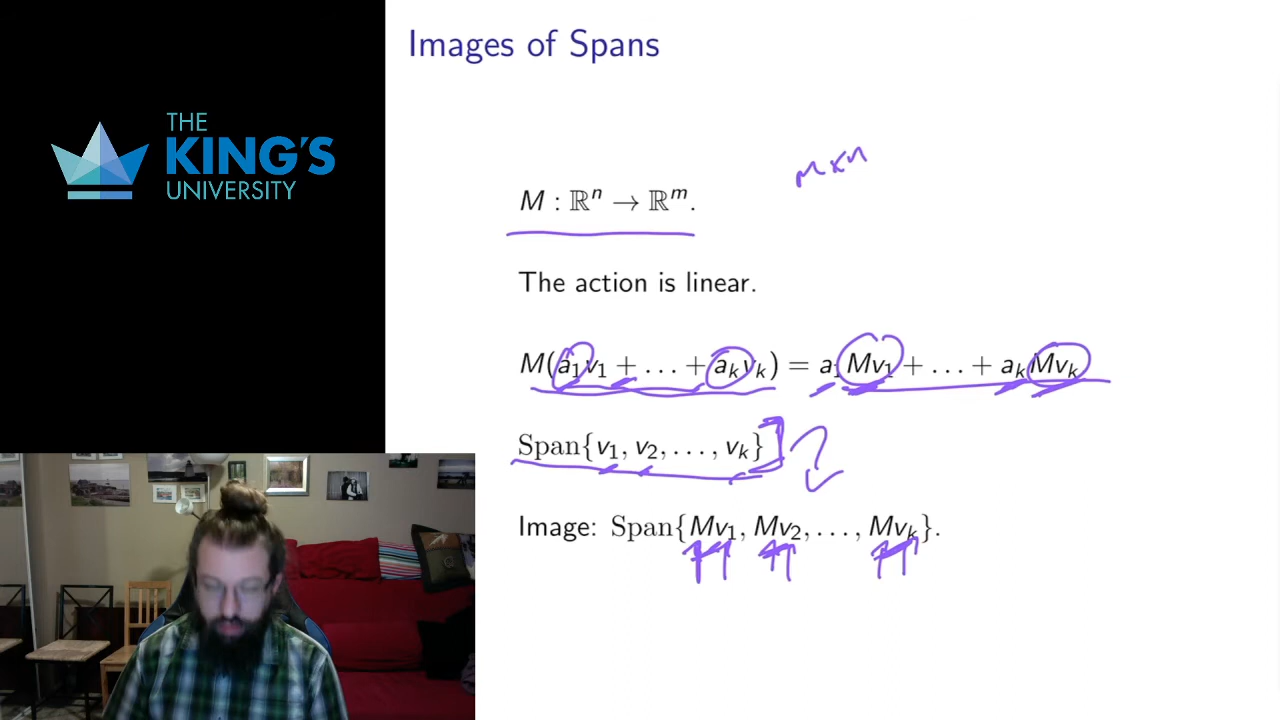 Images of Spans
THE
KING'S
UNIVERSITY
m×n
M : ℝⁿ → ℝᵐ.
The action is linear.
M(a₁v₁ + . . . + aₖvₖ) = a₁Mv₁ + . . . + aₖMvₖ
Span{v₁, v₂, . . . , vₖ}
Image: Span{Mv₁, Mv₂, . . . , Mvₖ}.